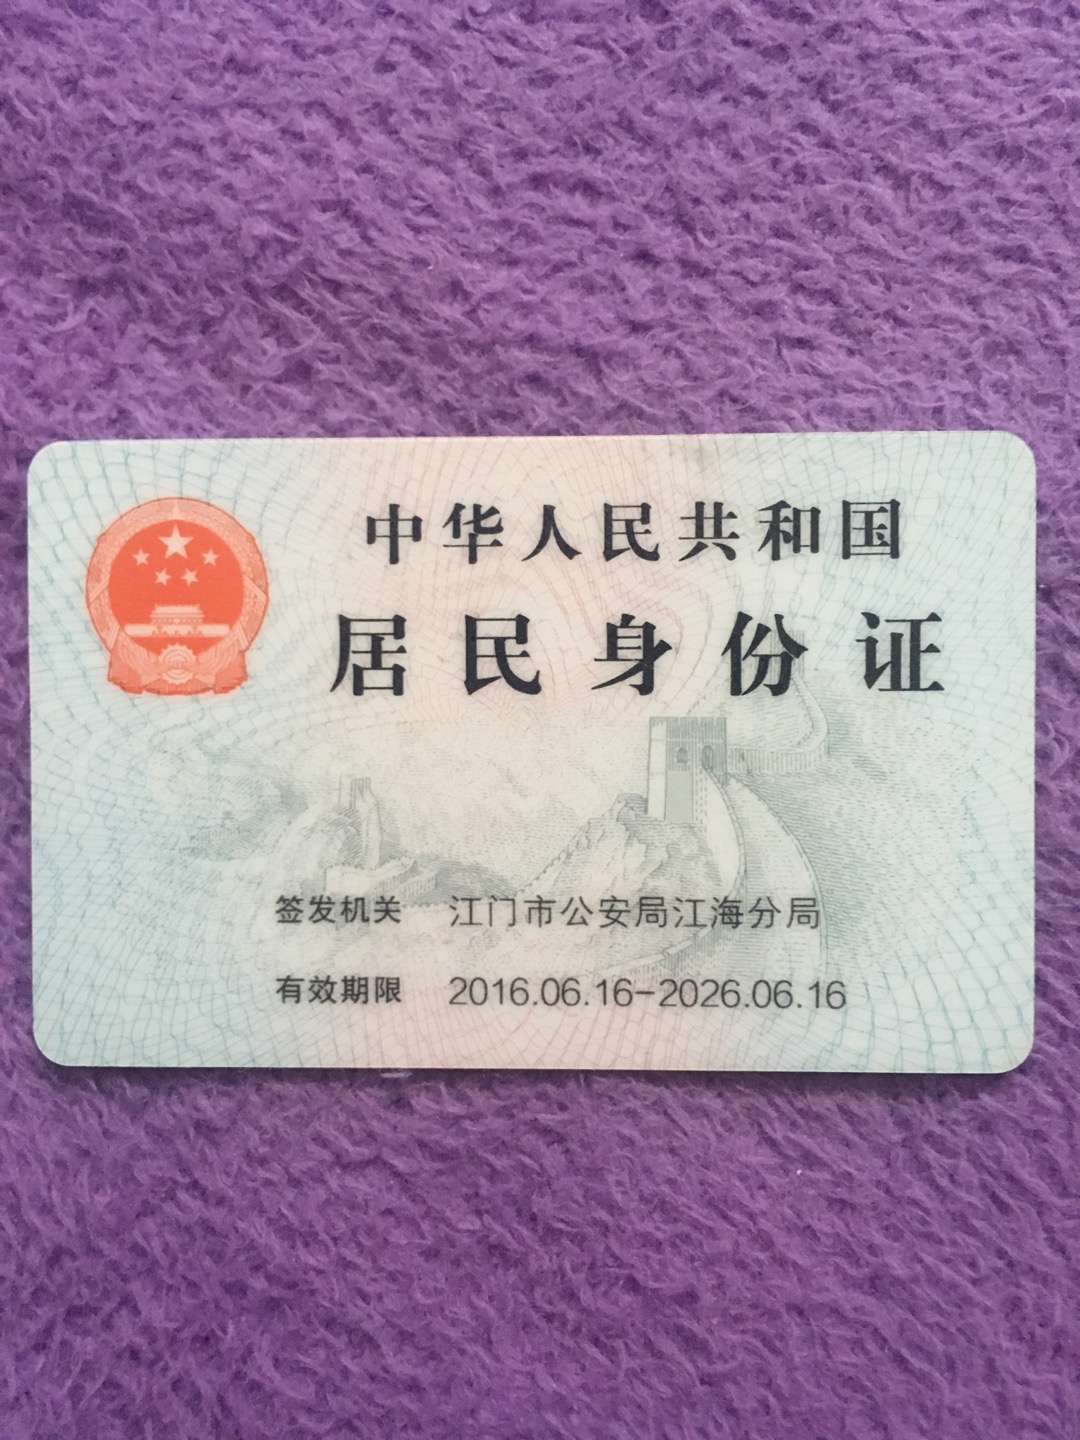 中华人民共和国
居民身份证
签发机关 江门市公安局江海分局
有效期限 2016.06.16-2026.06.16